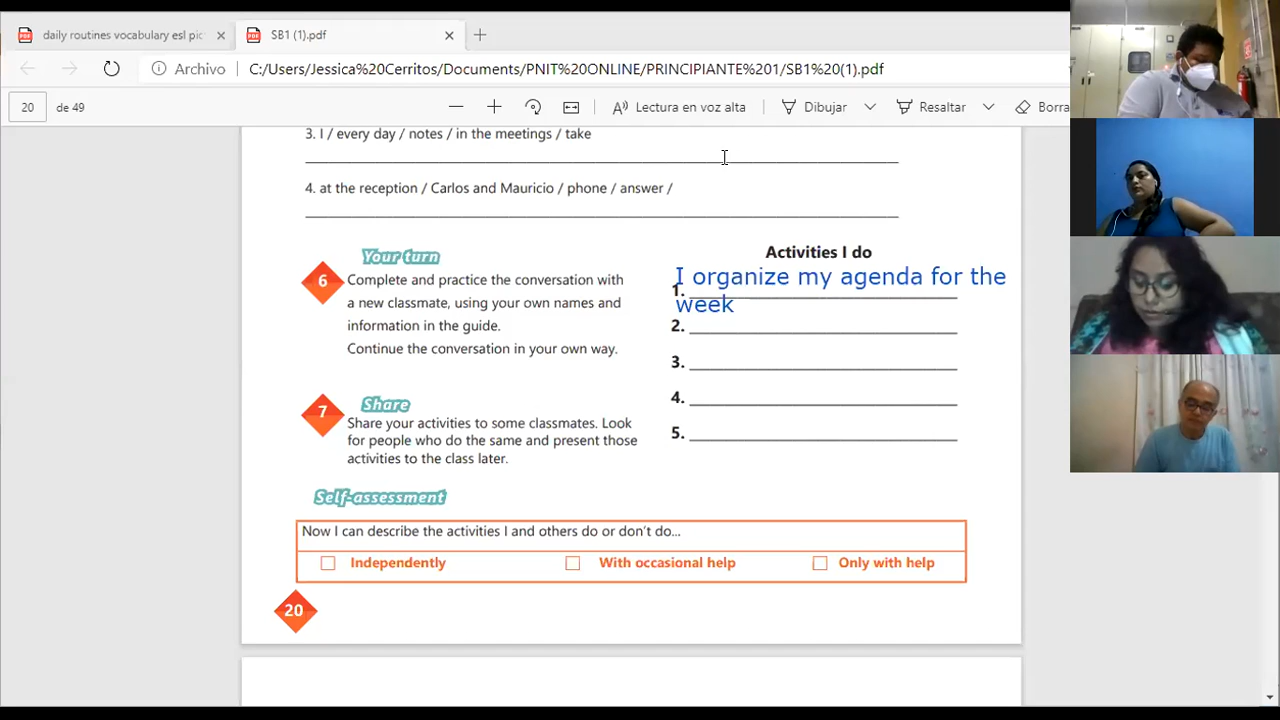 daily routines vocabulary esl pic
SB1 (1).pdf
Archivo
C:/Users/Jessica%20Cerritos/Documents/PNIT%20ONLINE/PRINCIPIANTE%201/SB1%20(1).pdf
20 de 49
Lectura en voz alta
Dibujar
Resaltar
Borra
3. I / every day / notes / in the meetings / take
4. at the reception / Carlos and Mauricio / phone / answer /
6
Your turn
Complete and practice the conversation with
a new classmate, using your own names and
information in the guide.
Continue the conversation in your own way.
7
Share
Share your activities to some classmates. Look
for people who do the same and present those
activities to the class later.
Activities I do
1. I organize my agenda for the
week
2.
3.
4.
5.
Self-assessment
Now I can describe the activities I and others do or don't do...
Independently
With occasional help
Only with help
20